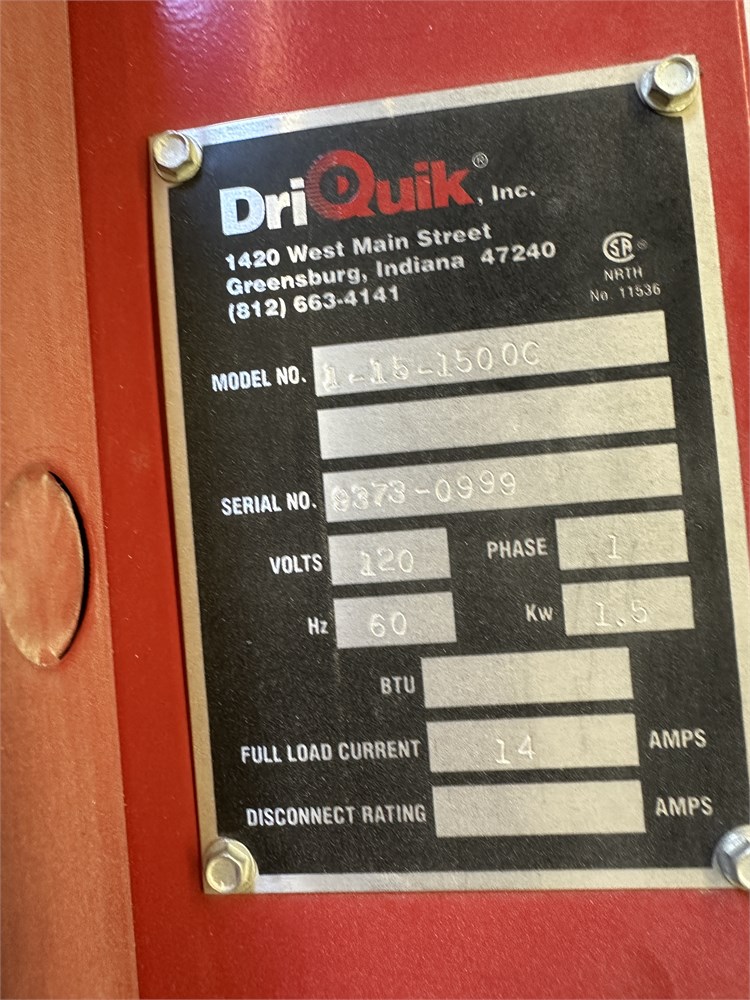 DriQuik®, Inc.
1420 West Main Street
Greensburg, Indiana 47240
(812) 663-4141
SA ®
NRTH
No. 11536
MODEL NO. 1-15-1500C
SERIAL NO. 9373-0999
VOLTS 120 PHASE 1
Hz 60 Kw 1.5
BTU
FULL LOAD CURRENT 14 AMPS
DISCONNECT RATING AMPS